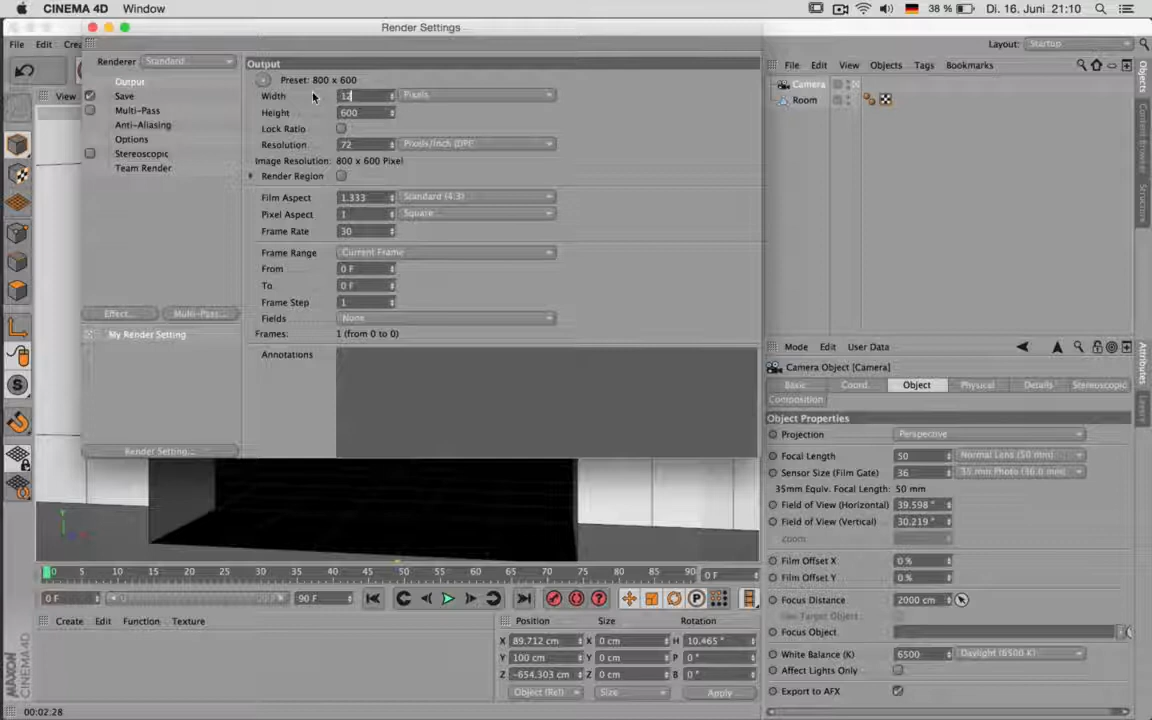 CINEMA 4D Window 38 % Di. 16. Juni 21:10
Render Settings
File Edit Crea
Layout: Startup
Renderer Standard
Output
Save
Multi-Pass
Anti-Aliasing
Options
Stereoscopic
Team Render
Effect... Multi-Pass...
My Render Setting
Render Setting...
View
Output
Preset: 800 x 600
Width 12 Pixels
Height 600
Lock Ratio
Resolution 72 Pixels/Inch (DPI)
Image Resolution: 800 x 600 Pixel
Render Region
Film Aspect 1.333 Standard (4:3)
Pixel Aspect 1 Square
Frame Rate 30
Frame Range Current Frame
From 0 F
To 0 F
Frame Step 1
Fields None
Frames: 1 (from 0 to 0)
Annotations
File Edit View Objects Tags Bookmarks
Camera
Room
Objects
Content Browser
Structure
Mode Edit User Data
Camera Object [Camera]
Basic Coord. Object Physical Details Stereoscopic
Composition
Attributes
Layers
Object Properties
Projection Perspective
Focal Length 50 Normal Lens (50 mm)
Sensor Size (Film Gate) 36 35 mm Photo (36.0 mm)
35mm Equiv. Focal Length: 50 mm
Field of View (Horizontal) 39.598 °
Field of View (Vertical) 30.219 °
Zoom
Film Offset X 0 %
Film Offset Y 0 %
Focus Distance 2000 cm
Use Target Object
Focus Object
White Balance (K) 6500 Daylight (6500 K)
Affect Lights Only
Export to AFX
Y
0 5 10 15 20 25 30 35 40 45 50 55 60 65 70 75 80 85 90 0 F
0 F 0 F 90 F 90 F
Create Edit Function Texture
Position Size Rotation
X 89.712 cm X 0 cm H 10.465 °
Y 100 cm Y 0 cm P 0 °
Z -654.303 cm Z 0 cm B 0 °
Object (Rel) Size Apply
MAXON
CINEMA 4D
00:02:28